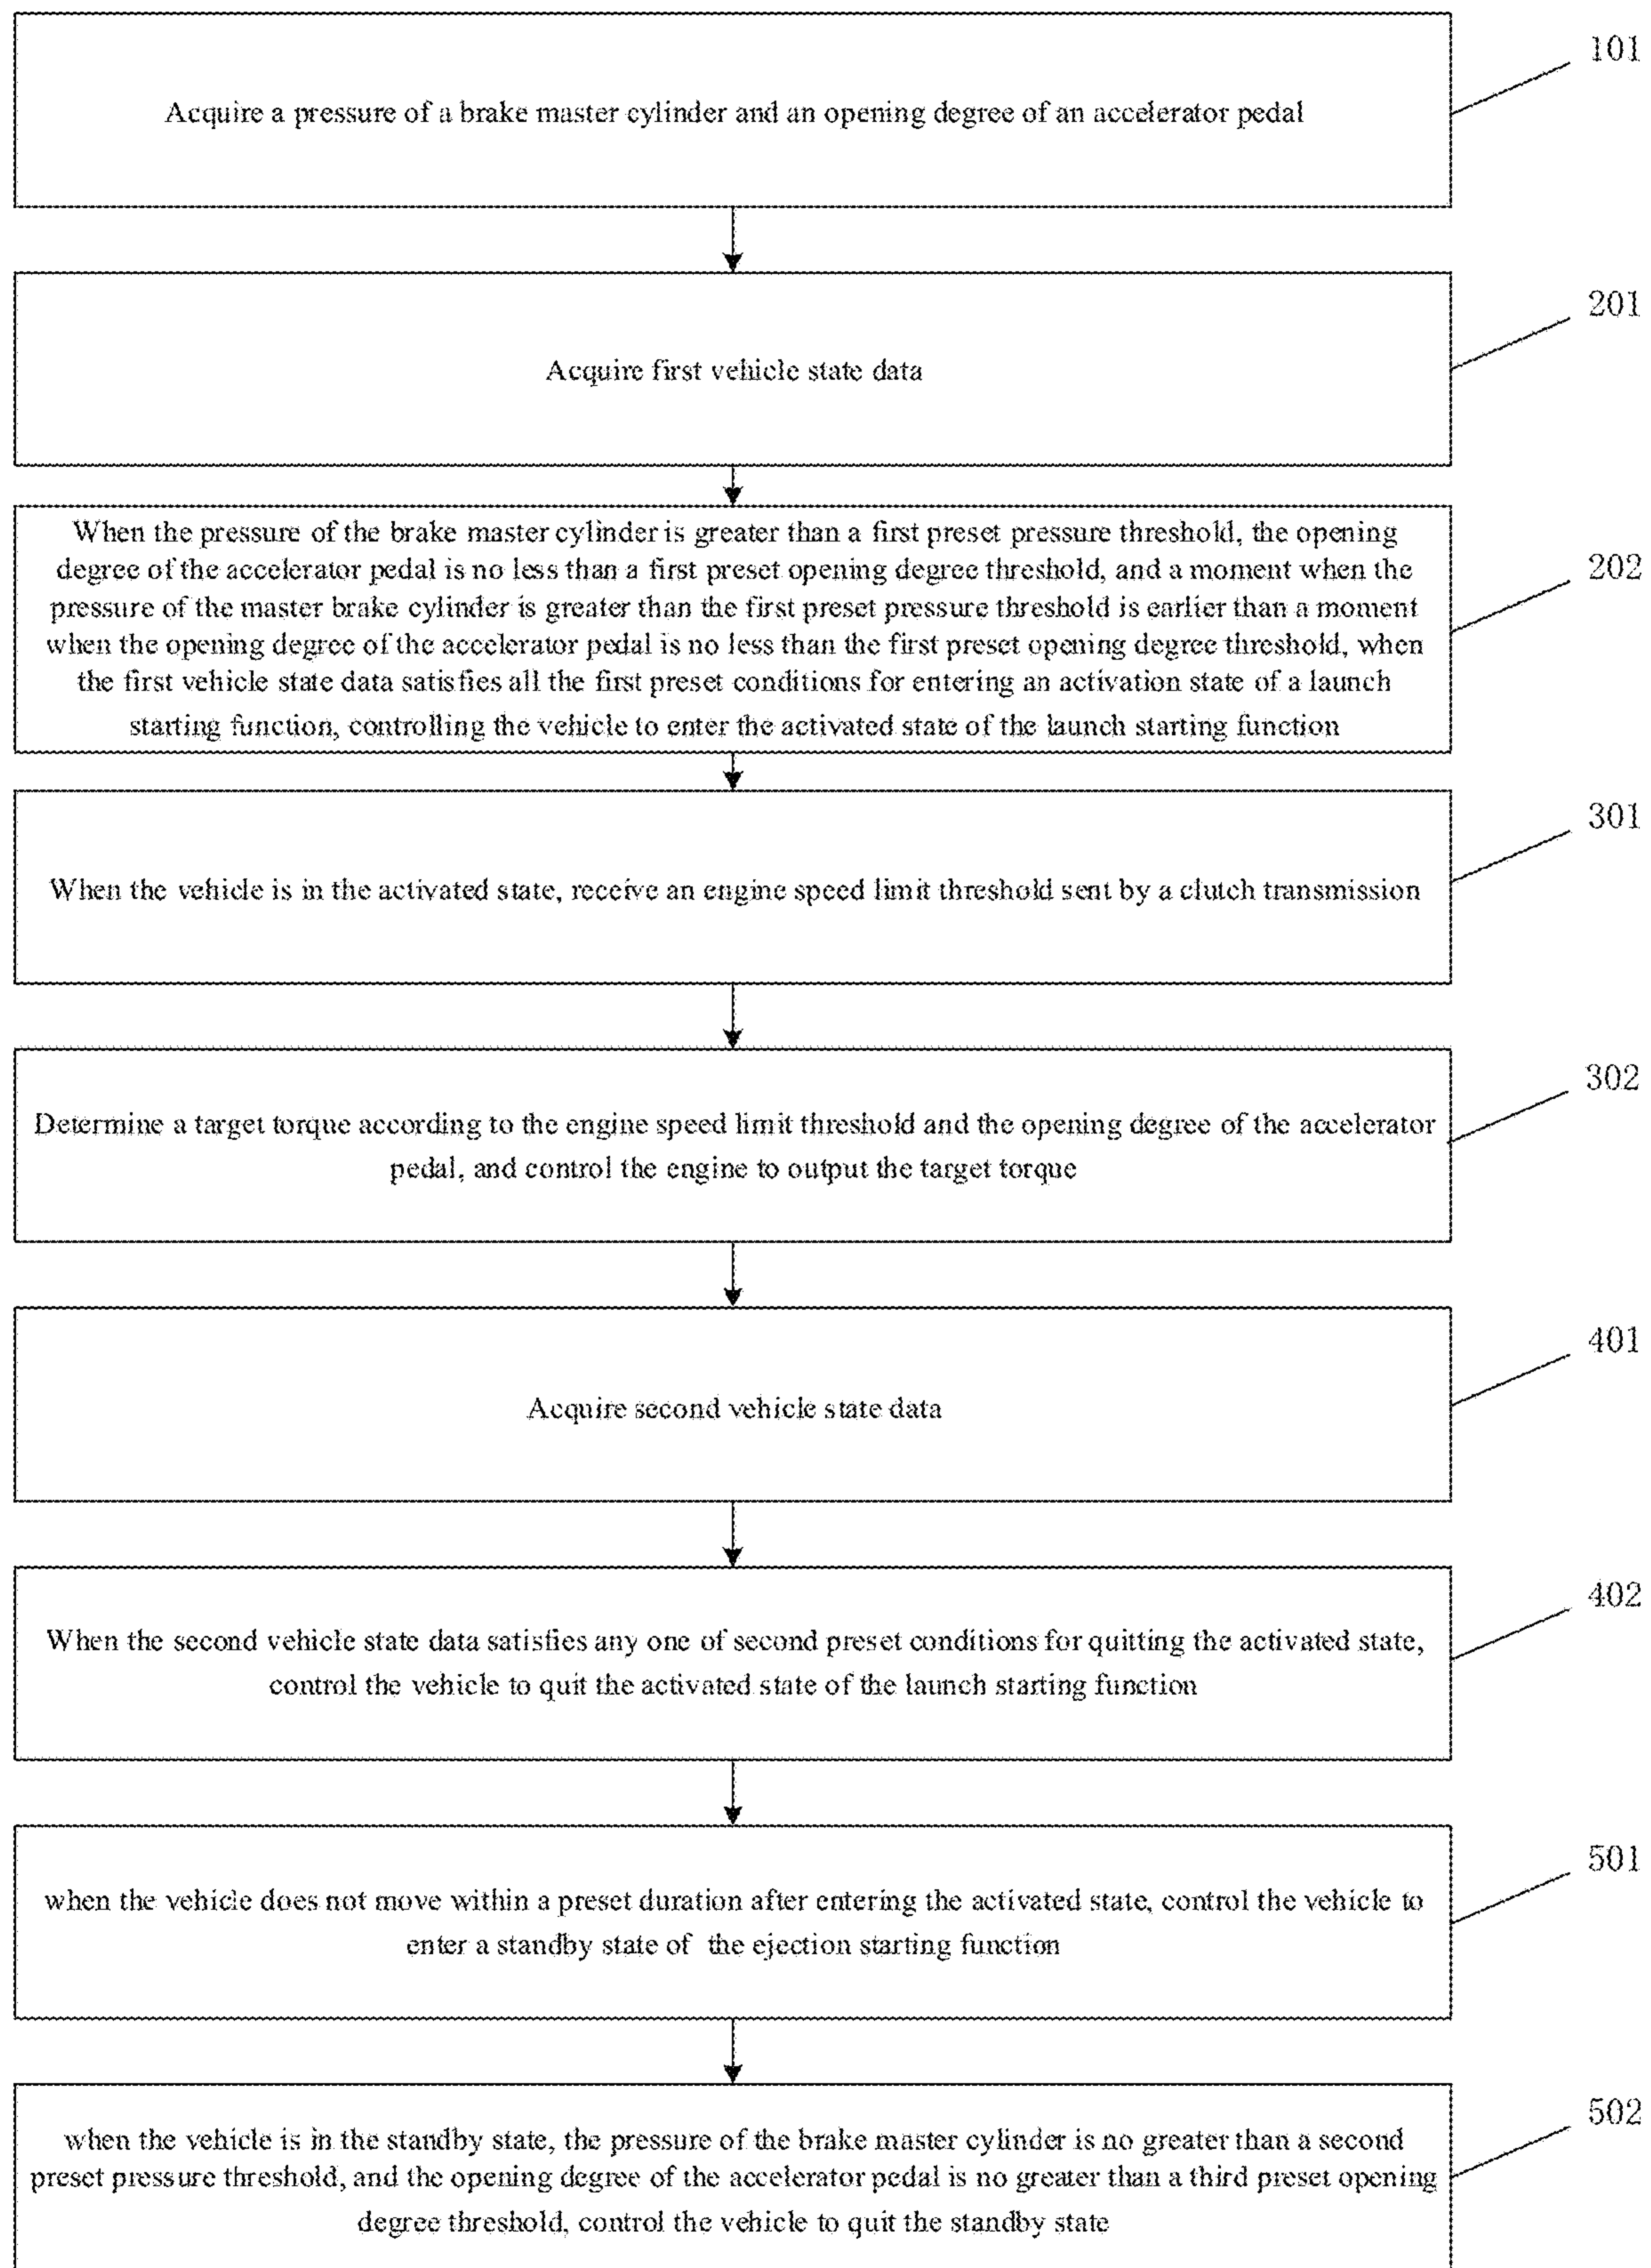 Acquire a pressure of a brake master cylinder and an opening degree of an accelerator pedal
101
Acquire first vehicle state data
201
When the pressure of the brake master cylinder is greater than a first preset pressure threshold, the opening
degree of the accelerator pedal is no less than a first preset opening degree threshold, and a moment when the
pressure of the master brake cylinder is greater than the first preset pressure threshold is earlier than a moment
when the opening degree of the accelerator pedal is no less than the first preset opening degree threshold, when
the first vehicle state data satisfies all the first preset conditions for entering an activation state of a launch
starting function, controlling the vehicle to enter the activated state of the launch starting function
202
When the vehicle is in the activated state, receive an engine speed limit threshold sent by a clutch transmission
301
Determine a target torque according to the engine speed limit threshold and the opening degree of the accelerator
pedal, and control the engine to output the target torque
302
Acquire second vehicle state data
401
When the second vehicle state data satisfies any one of second preset conditions for quitting the activated state,
control the vehicle to quit the activated state of the launch starting function
402
when the vehicle does not move within a preset duration after entering the activated state, control the vehicle to
enter a standby state of the ejection starting function
501
when the vehicle is in the standby state, the pressure of the brake master cylinder is no greater than a second
preset pressure threshold, and the opening degree of the accelerator pedal is no greater than a third preset opening
degree threshold, control the vehicle to quit the standby state
502